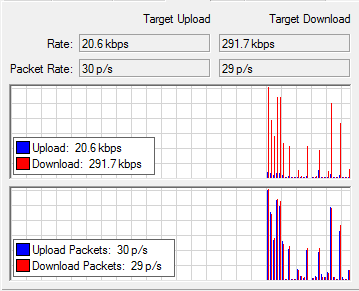 Target Upload Target Download
Rate: 20.6 kbps 291.7 kbps
Packet Rate: 30 p/s 29 p/s
Upload: 20.6 kbps
Download: 291.7 kbps
Upload Packets: 30 p/s
Download Packets: 29 p/s